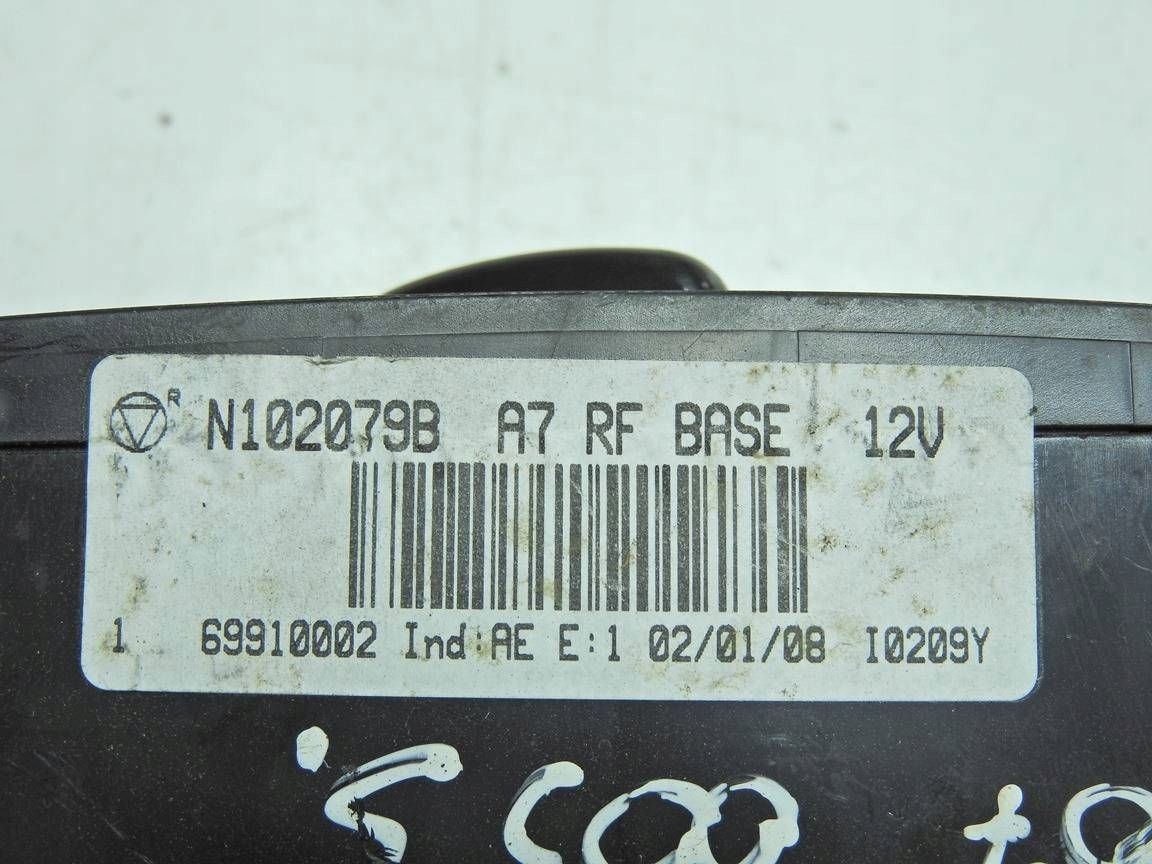 R N102079B A7 RF BASE 12V
1 69910002 Ind:AE E:1 02/01/08 I0209Y